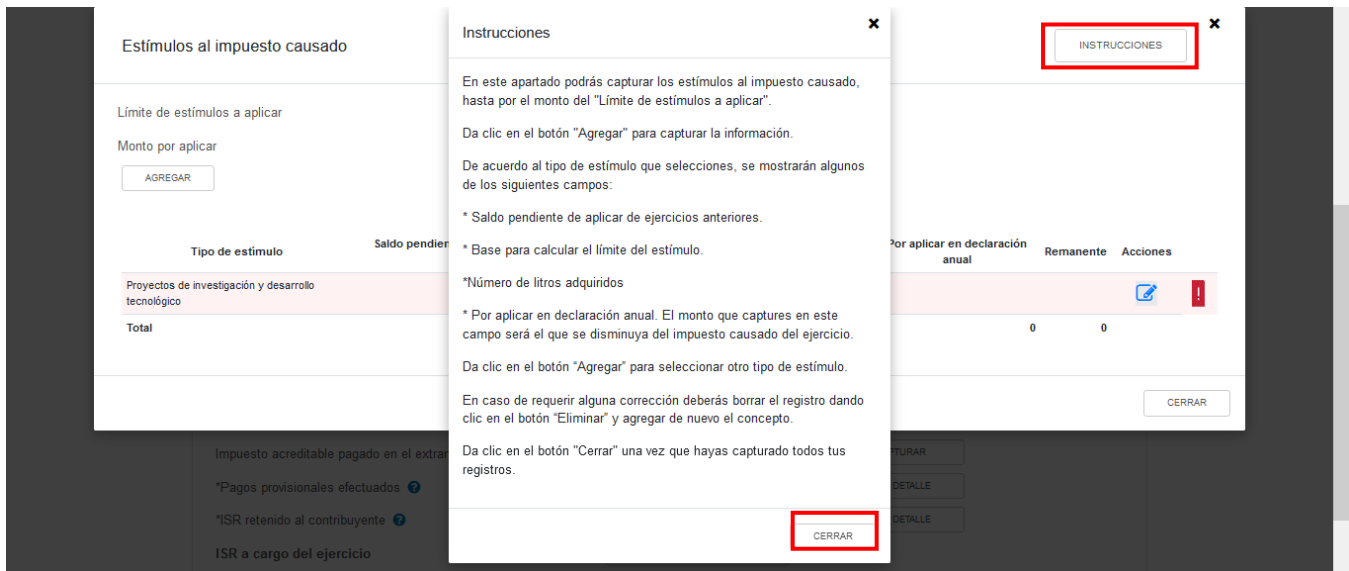 Estímulos al impuesto causado
INSTRUCCIONES
Límite de estímulos a aplicar
Monto por aplicar
AGREGAR
Tipo de estímulo
Saldo pendien
Por aplicar en declaración
anual
Remanente
Acciones
Proyectos de investigación y desarrollo
tecnológico
Total
0
0
CERRAR
Instrucciones
En este apartado podrás capturar los estímulos al impuesto causado,
hasta por el monto del "Límite de estímulos a aplicar".
Da clic en el botón "Agregar" para capturar la información.
De acuerdo al tipo de estímulo que selecciones, se mostrarán algunos
de los siguientes campos:
* Saldo pendiente de aplicar de ejercicios anteriores.
* Base para calcular el límite del estímulo.
*Número de litros adquiridos
* Por aplicar en declaración anual. El monto que captures en este
campo será el que se disminuya del impuesto causado del ejercicio.
Da clic en el botón “Agregar” para seleccionar otro tipo de estímulo.
En caso de requerir alguna corrección deberás borrar el registro dando
clic en el botón “Eliminar” y agregar de nuevo el concepto.
Da clic en el botón "Cerrar" una vez que hayas capturado todos tus
registros.
CERRAR
Impuesto acreditable pagado en el extran
PTURAR
*Pagos provisionales efectuados
DETALLE
*ISR retenido al contribuyente
DETALLE
ISR a cargo del ejercicio